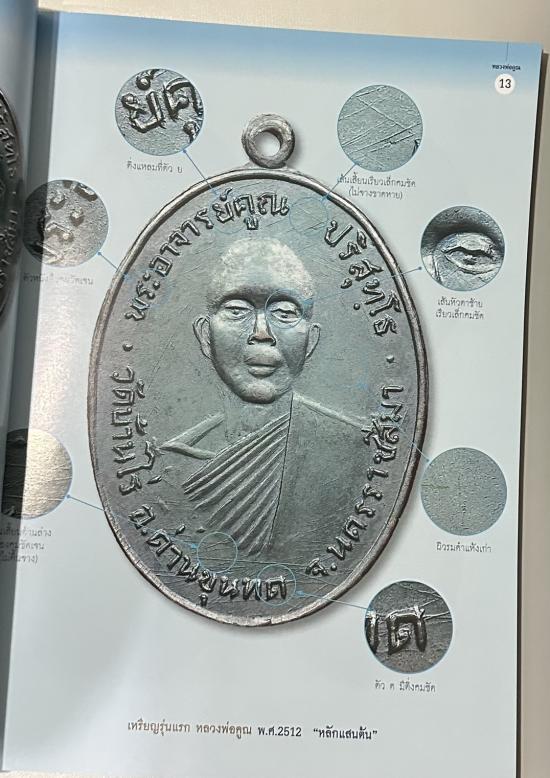 หลวงพ่อคูณ
13
ย์คู
ติ่งแหลมที่ตัว ย
เส้นเสี้ยนเรียวเล็กคมชัด
(ไม่จางขาดหาย)
พระอาจารย์คูณ ปริสุทฺโธ
เส้นหิวตาซ้าย
เรียวเล็กคมชัด
วัดบ้านไร่ อ.ด่านขุนทด จ.นครราชสีมา
ผิวรมดำแห้งเก่า
ด
ตัว ด มีติ่งคมชัด
เหรียญรุ่นแรก หลวงพ่อคูณ พ.ศ.2512 "หลักแสนต้น"